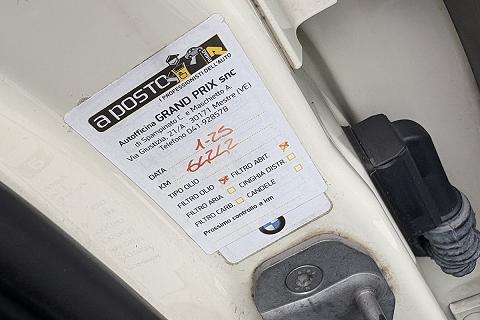 a posto
I PROFESSIONISTI DELL'AUTO
Autofficina GRAND PRIX snc
di Spampinato C. e Maschietto A.
Via Giustizia, 21/A - 30171 Mestre (VE)
Telefono 041-928578
DATA 1-25
KM 64242
TIPO OLIO
FILTRO OLIO FILTRO ABIT.
FILTRO ARIA CINGHIA DISTR.
FILTRO CARB. CANDELE
Prossimo controllo a km